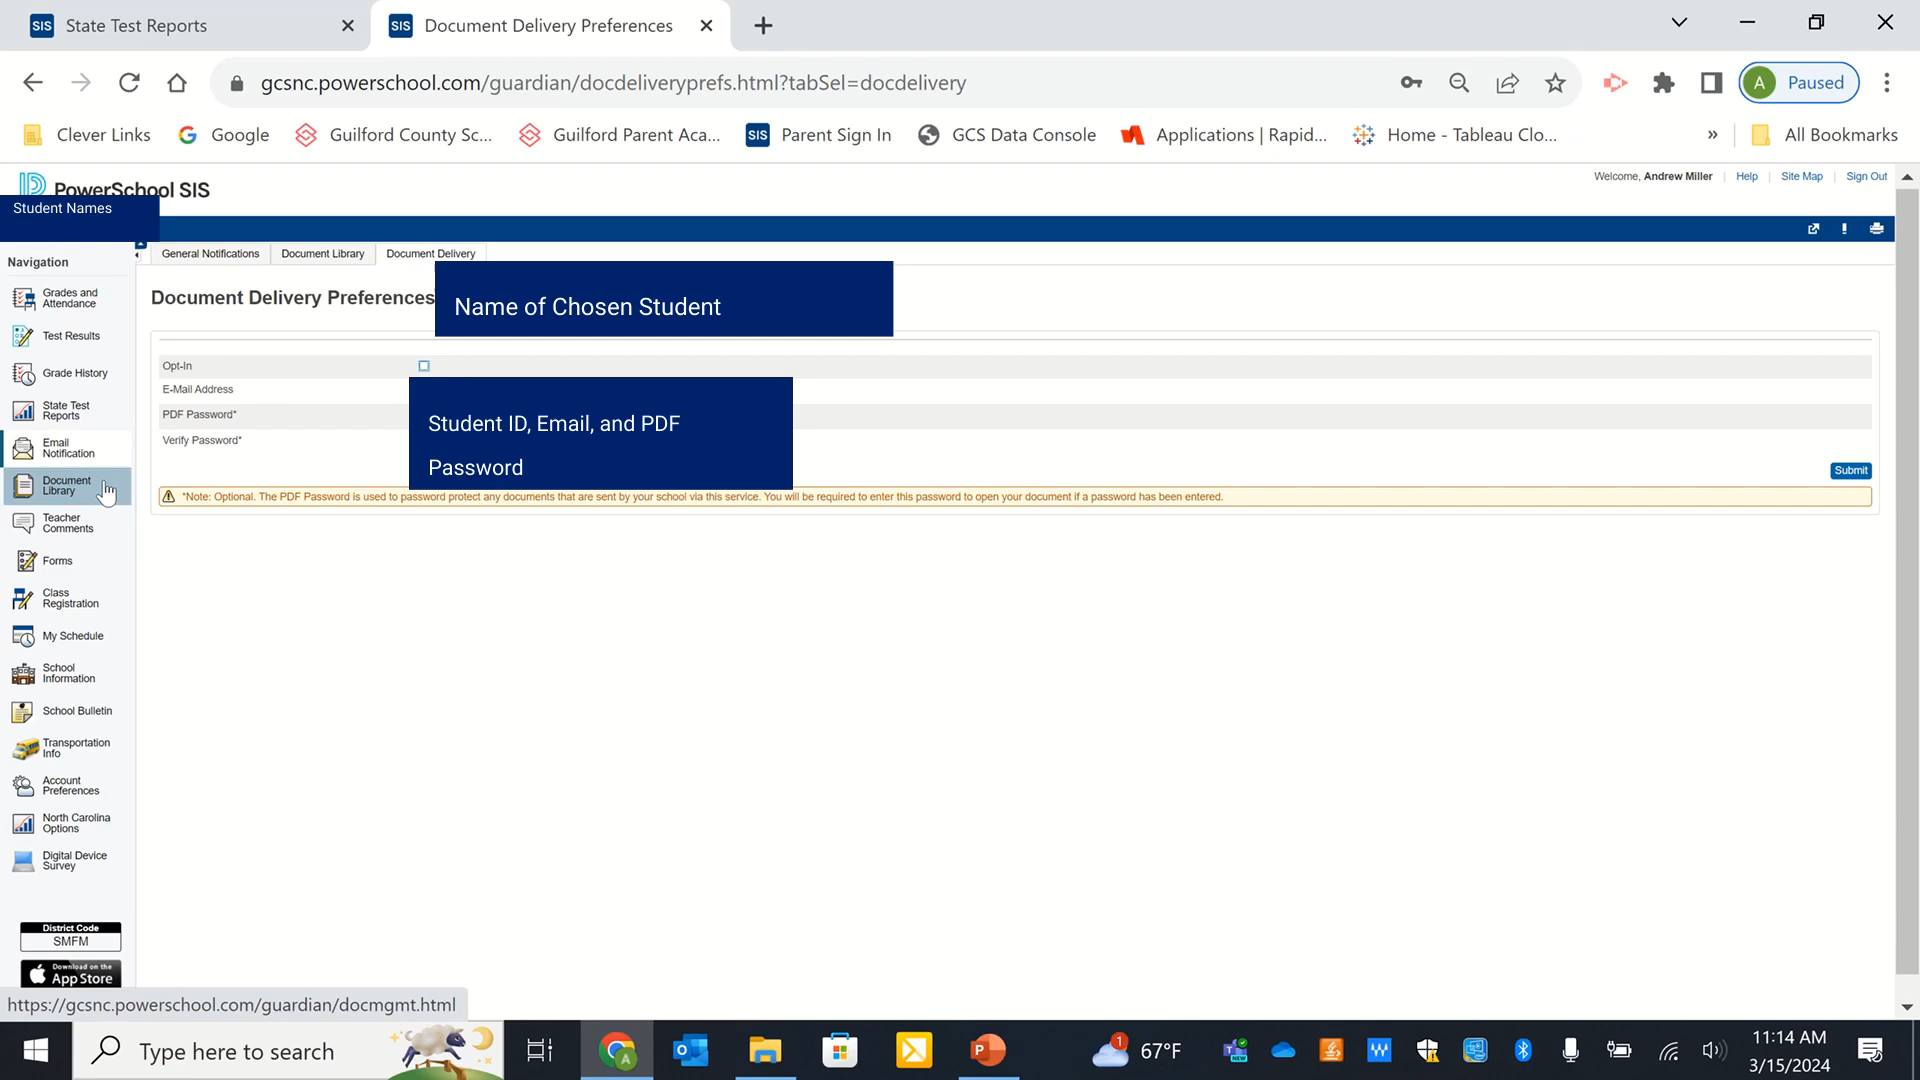 State Test Reports
Document Delivery Preferences
gcsnc.powerschool.com/guardian/docdeliveryprefs.html?tabSel=docdelivery
A Paused
Clever Links
Google
Guilford County Sc...
Guilford Parent Aca...
Parent Sign In
GCS Data Console
Applications | Rapid...
Home - Tableau Clo...
»
All Bookmarks
PowerSchool SIS
Welcome, Andrew Miller | Help | Site Map | Sign Out
Student Names
General Notifications
Document Library
Document Delivery
Navigation
Grades and
Attendance
Test Results
Grade History
State Test
Reports
Email
Notification
Document
Library
Teacher
Comments
Forms
Class
Registration
My Schedule
School
Information
School Bulletin
Transportation
Info
Account
Preferences
North Carolina
Options
Digital Device
Survey
District Code
SMFM
Download on the
App Store
Document Delivery Preferences
Name of Chosen Student
Opt-In
E-Mail Address
PDF Password*
Verify Password*
Student ID, Email, and PDF
Password
Submit
*Note: Optional. The PDF Password is used to password protect any documents that are sent by your school via this service. You will be required to enter this password to open your document if a password has been entered.
https://gcsnc.powerschool.com/guardian/docmgmt.html
Type here to search
1
67°F
11:14 AM
3/15/2024